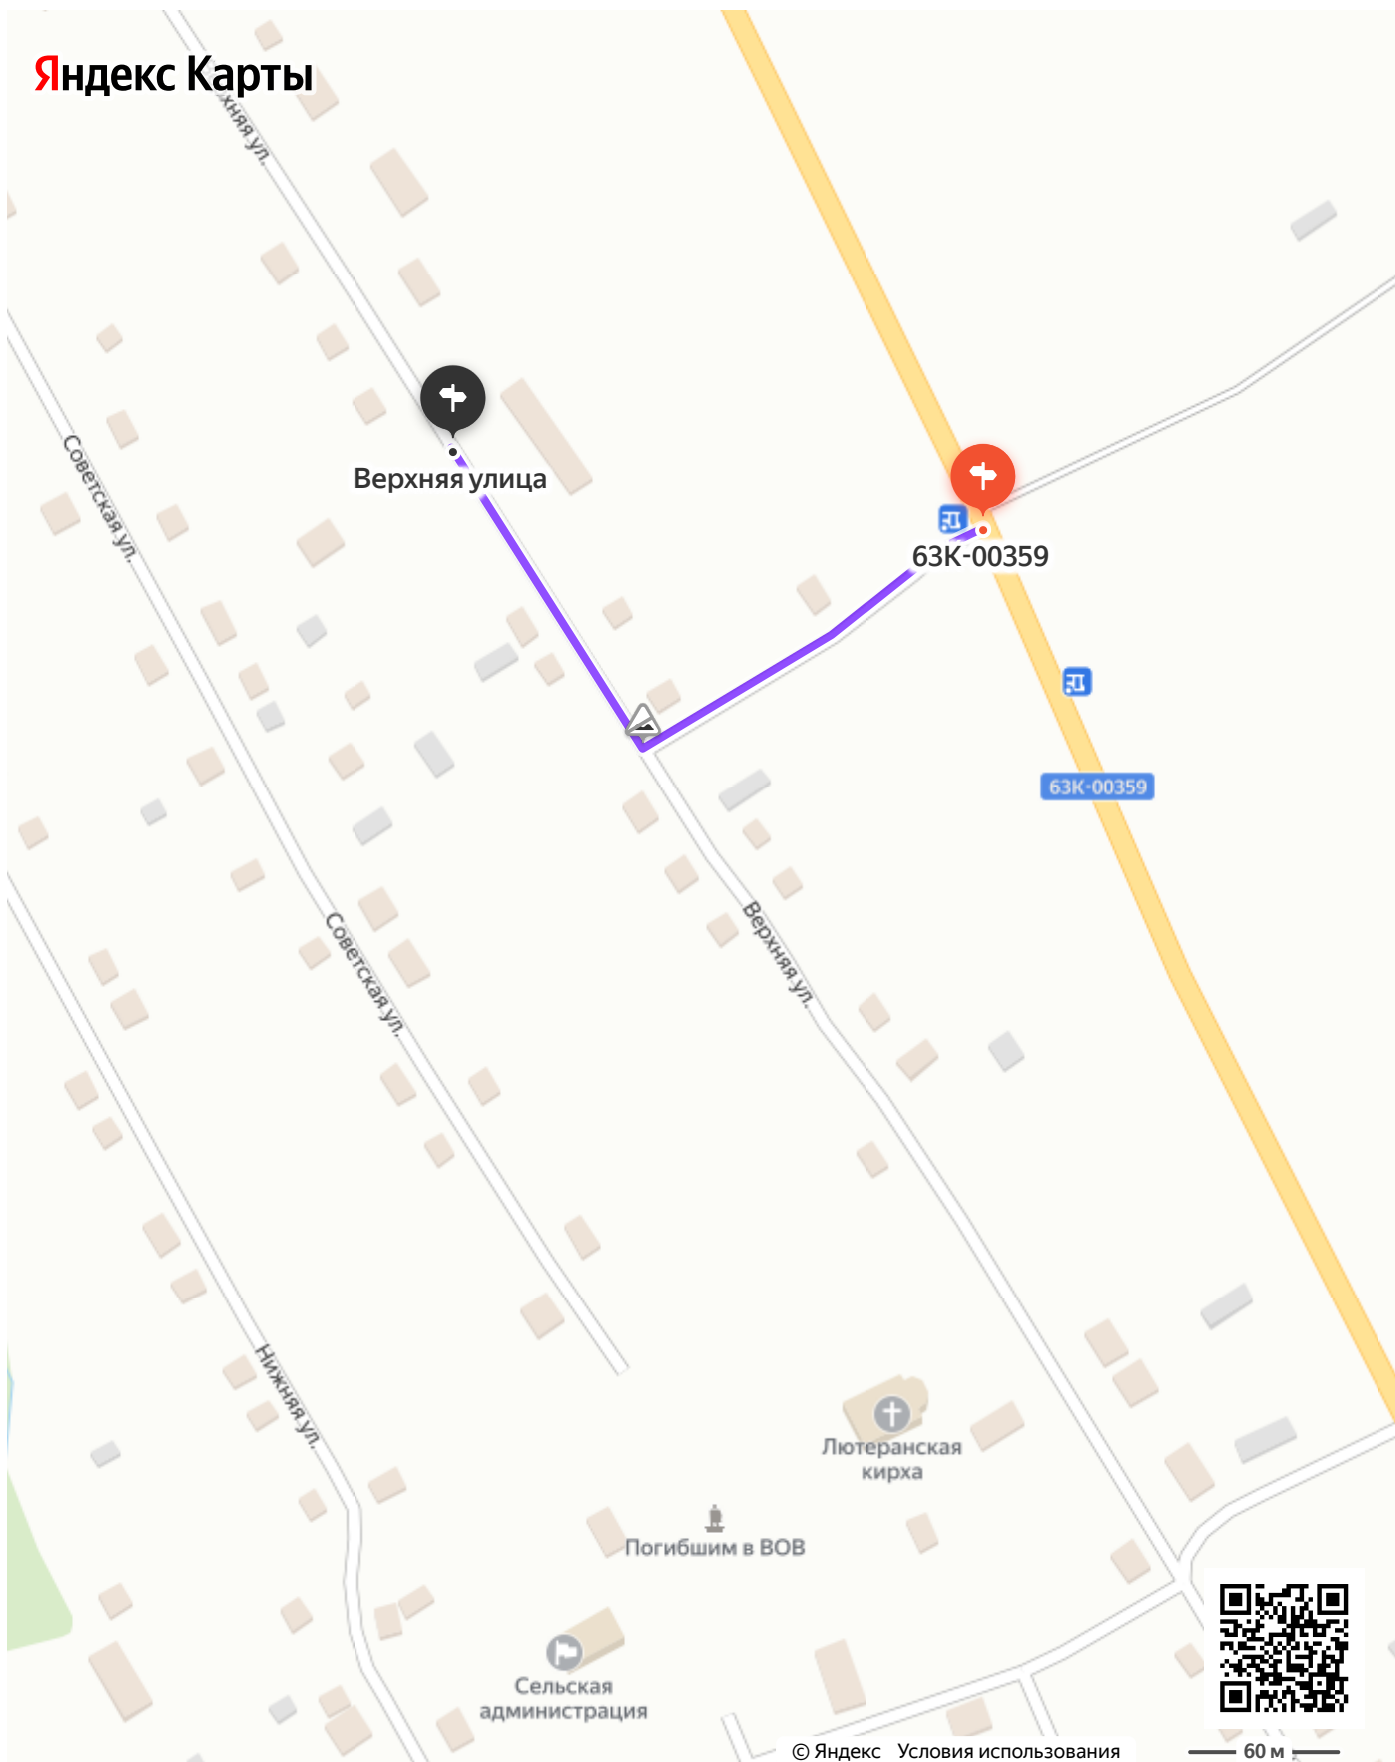 Яндекс Карты
хняя ул.
Верхняя улица
Советская ул.
63К-00359
63К-00359
Верхняя ул.
Советская ул.
Нижняя ул.
Лютеранская
кирха
Погибшим в ВОВ
Сельская
администрация
© Яндекс Условия использования
60 м